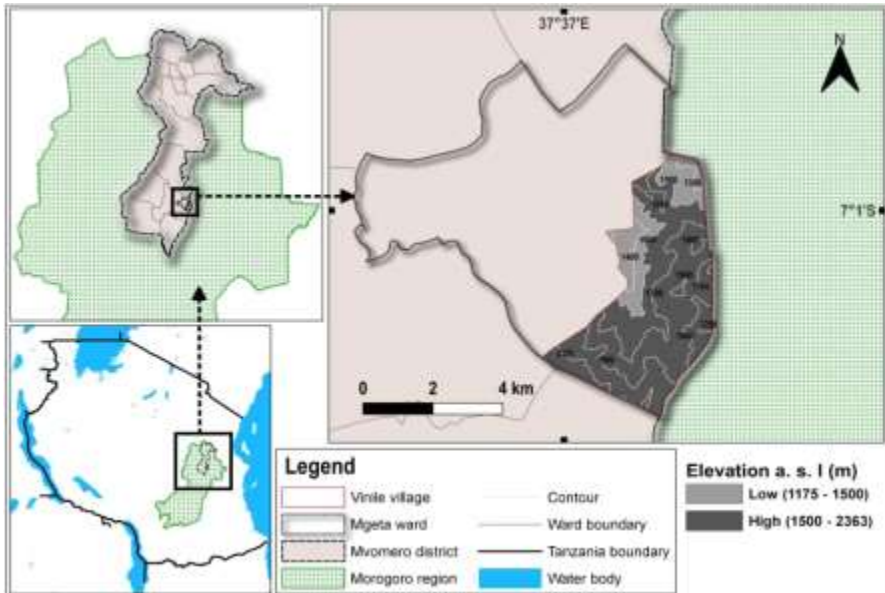 37°37'E
N
7°1'S
0 2 4 km
Legend
Vinile village
Mgeta ward
Mvomero district
Morogoro region
Contour
Ward boundary
Tanzania boundary
Water body
Elevation a. s. l (m)
Low (1175 - 1500)
High (1500 - 2363)